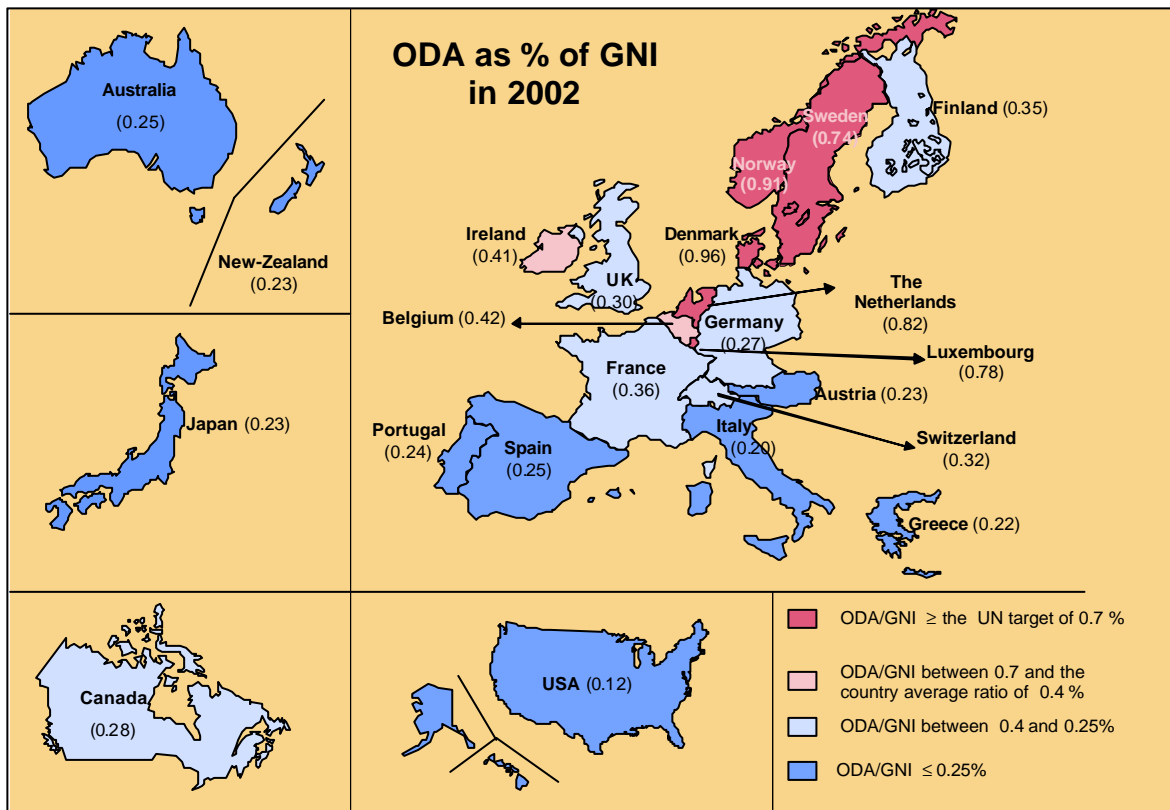 ODA as % of GNI
in 2002
Australia
(0.25)
New-Zealand
(0.23)
Japan (0.23)
Canada
(0.28)
USA (0.12)
Finland (0.35)
Sweden
(0.74)
Norway
(0.91)
Ireland
(0.41)
Denmark
(0.96)
UK
(0.30)
The
Netherlands
(0.82)
Belgium (0.42)
Germany
(0.27)
Luxembourg
(0.78)
France
(0.36)
Austria (0.23)
Switzerland
(0.32)
Portugal
(0.24)
Spain
(0.25)
Italy
(0.20)
Greece (0.22)
ODA/GNI ≥ the UN target of 0.7 %
ODA/GNI between 0.7 and the
country average ratio of 0.4 %
ODA/GNI between 0.4 and 0.25%
ODA/GNI ≤ 0.25%